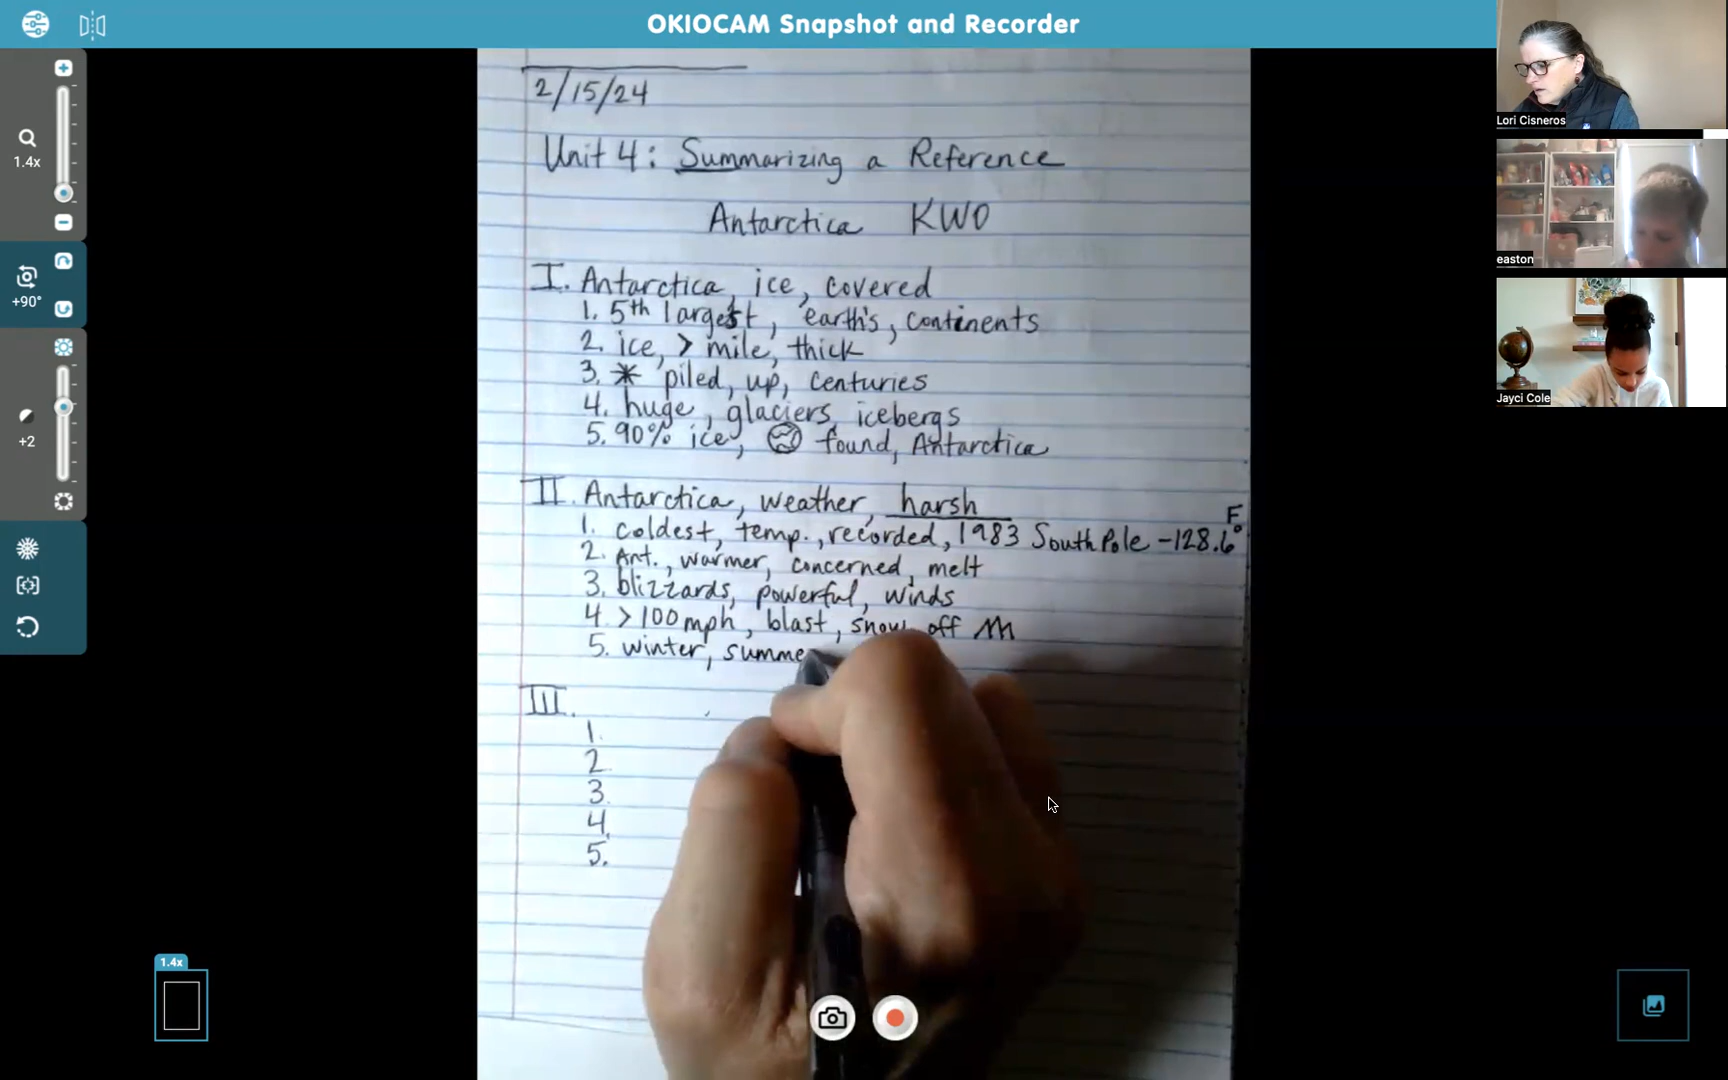 OKIOCAM Snapshot and Recorder
1.4x
+90°
+2
1.4x
2/15/24
Unit 4: Summarizing a Reference
Antarctica KWO
I. Antarctica, ice, covered
1. 5th largest, earth's, continents
2. ice, > mile, thick
3. * piled, up, centuries
4. huge, glaciers, icebergs
5. 90% ice, found, Antarctica
II. Antarctica, weather, harsh
1. coldest, temp., recorded, 1983 South Pole -128.6° F
2. Ant., warmer, concerned, melt
3. blizzards, powerful, winds
4. > 100 mph, blast, snow off
5. winter, summe
III.
1.
2.
3.
4.
5.
Lori Cisneros
easton
Jayci Cole